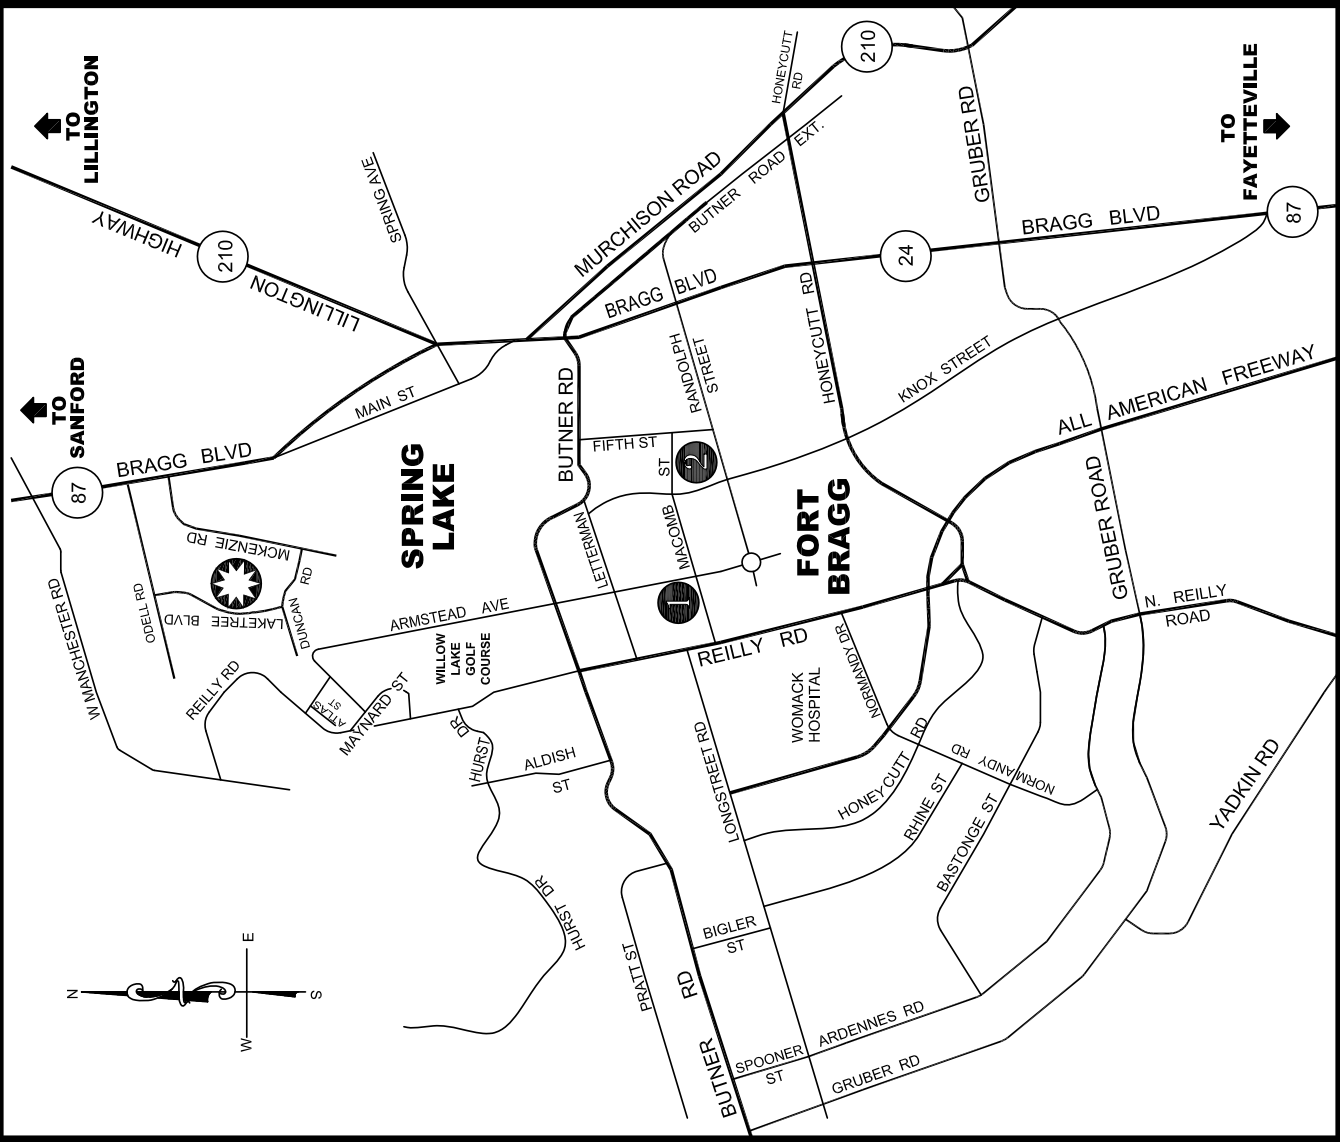 TO
LILLINGTON
HIGHWAY
210
LILLINGTON
SPRING AVE
HONEYCUTT
RD
210
GRUBER RD
TO
FAYETTEVILLE
MURCHISON ROAD
BUTNER ROAD EXT.
BRAGG BLVD
87
24
BRAGG BLVD
TO
SANFORD
87
BRAGG BLVD
MAIN ST
BUTNER RD
RANDOLPH
STREET
HONEYCUTT RD
KNOX STREET
ALL AMERICAN FREEWAY
FIFTH ST
ST
2
MACOMB
LETTERMAN
SPRING
LAKE
FORT
BRAGG
GRUBER ROAD
MCKENZIE RD
ODELL RD
LAKETREE BLVD
DUNCAN RD
W MANCHESTER RD
ARMSTEAD AVE
1
REILLY RD
N. REILLY
ROAD
WILLOW
LAKE
GOLF
COURSE
REILLY RD
ATLAS
ST
MAYNARD ST
WOMACK
HOSPITAL
NORMANDY DR
HURST DR
ALDISH
ST
LONGSTREET RD
HONEYCUTT RD
NORMANDY RD
RHINE ST
BASTONGE ST
YADKIN RD
HURST DR
PRATT ST
BIGLER
ST
BUTNER RD
SPOONER
ST
ARDENNES RD
GRUBER RD
N
E
S
W